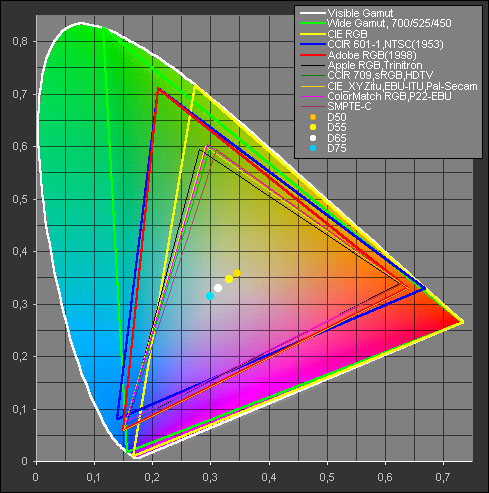 Visible Gamut
Wide Gamut, 700/525/450
CIE RGB
CCIR 601-1,NTSC(1953)
Adobe RGB(1998)
Apple RGB,Trinitron
CCIR 709,sRGB,HDTV
CIE_XYZitu,EBU-ITU,Pal-Secam
ColorMatch RGB,P22-EBU
SMPTE-C
D50
D55
D65
D75
0,8
0,7
0,6
0,5
0,4
0,3
0,2
0,1
0
0 0,1 0,2 0,3 0,4 0,5 0,6 0,7